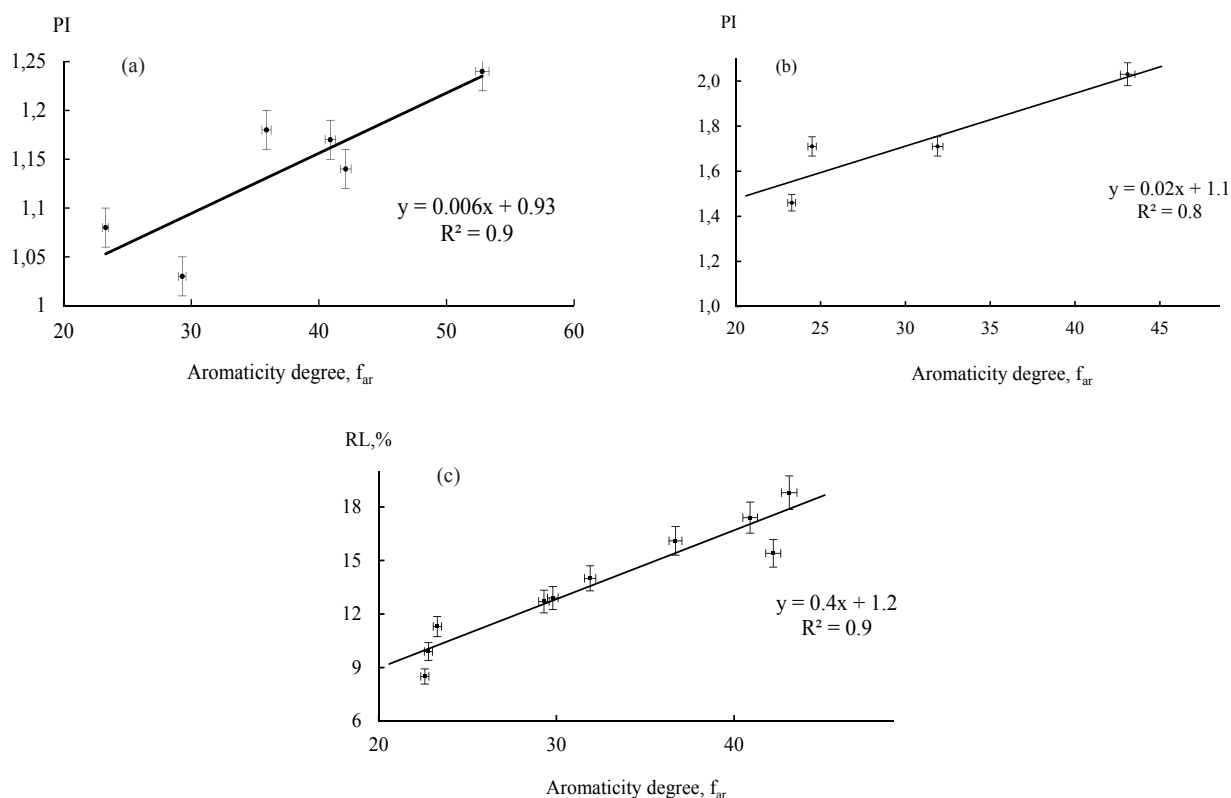 PI
(a)
1,25
1,2
1,15
1,1
1,05
1
20 30 40 50 60
y = 0.006x + 0.93
R² = 0.9
Aromaticity degree, far
PI
(b)
2,0
1,8
1,6
1,4
1,2
1,0
20 25 30 35 40 45
y = 0.02x + 1.1
R² = 0.8
Aromaticity degree, far
RL,%
(c)
18
15
12
9
6
20 30 40
y = 0.4x + 1.2
R² = 0.9
Aromaticity degree, far